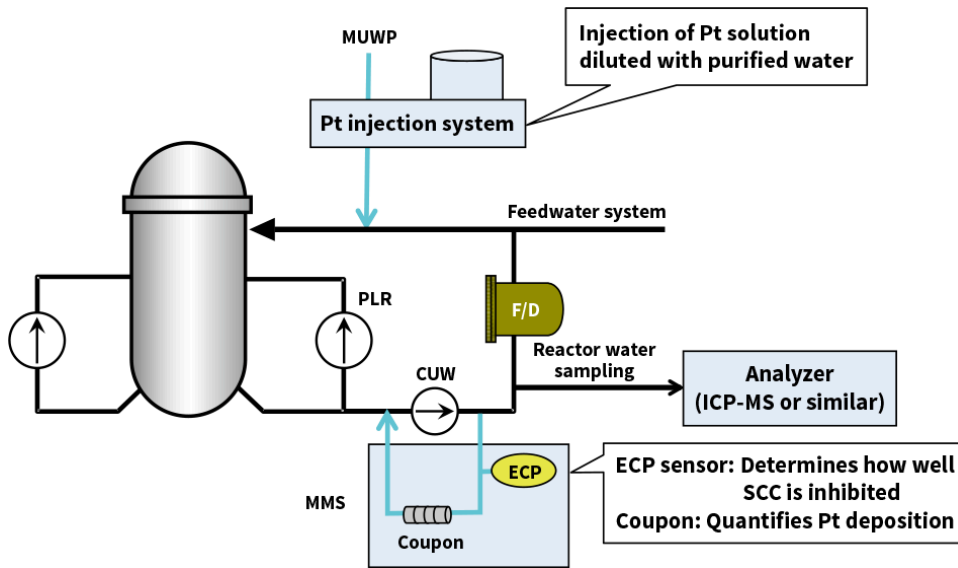 MUWP
Injection of Pt solution
diluted with purified water
Pt injection system
Feedwater system
PLR
F/D
Reactor water
sampling
CUW
Analyzer
(ICP-MS or similar)
ECP
MMS
Coupon
ECP sensor: Determines how well
SCC is inhibited
Coupon: Quantifies Pt deposition